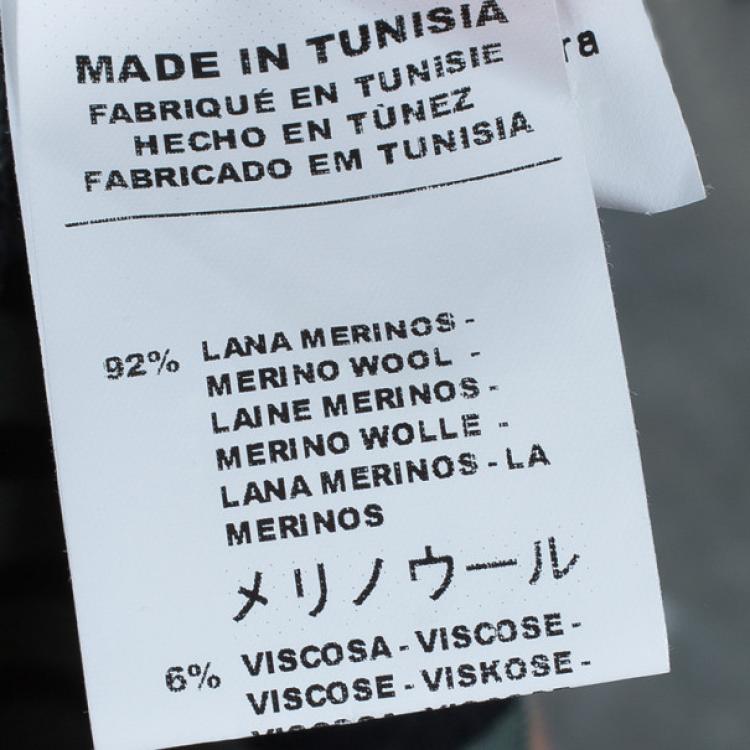 MADE IN TUNISIA
FABRIQUÉ EN TUNISIE
HECHO EN TÙNEZ
FABRICADO EM TUNISIA
ra
92% LANA MERINOS -
MERINO WOOL -
LAINE MERINOS -
MERINO WOLLE -
LANA MERINOS - LA
MERINOS
メリノウール
6% VISCOSA - VISCOSE -
VISCOSE - VISKOSE -